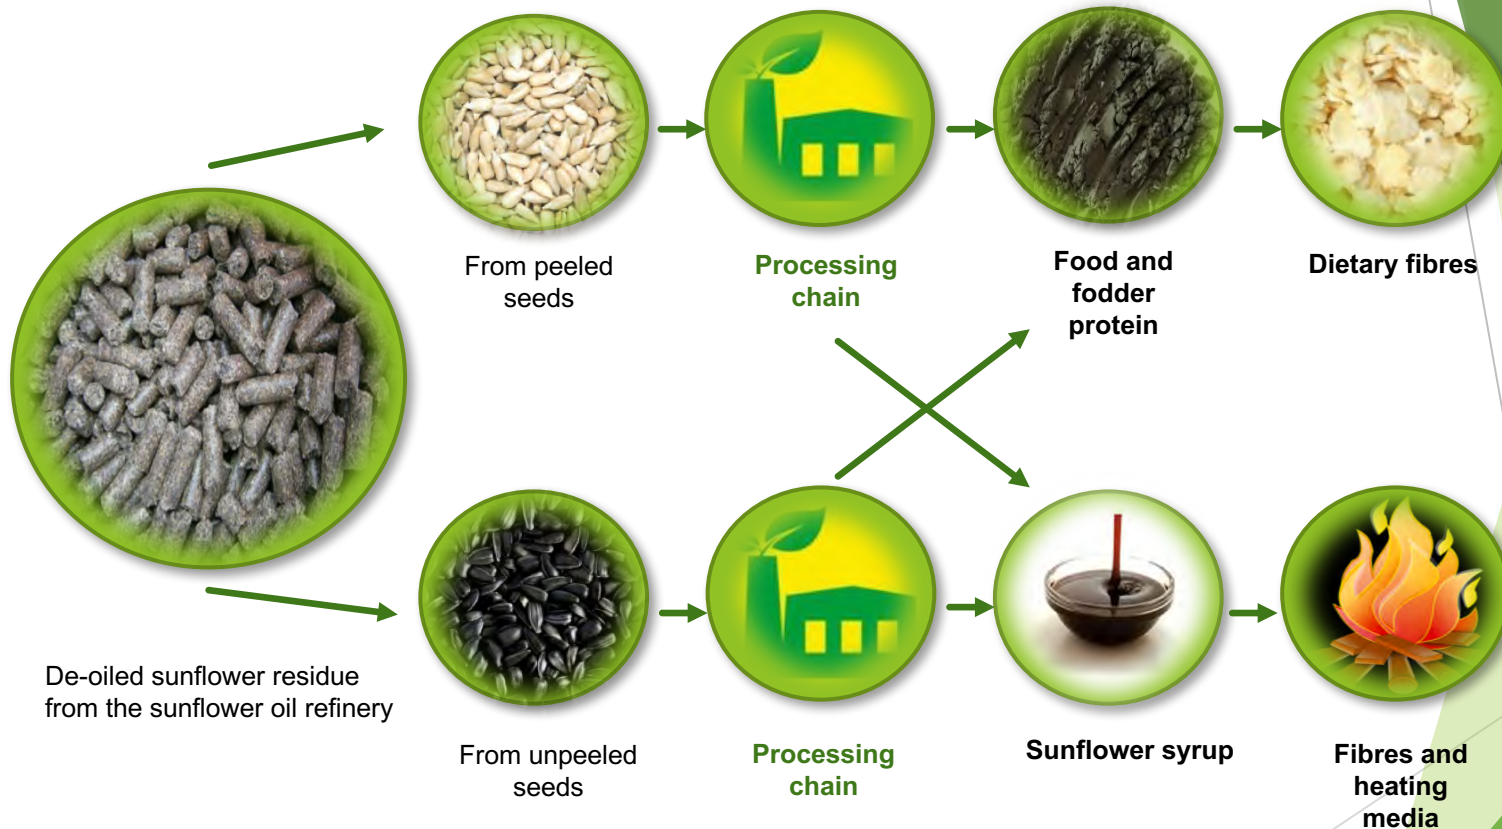 From peeled
seeds
Processing
chain
Food and
fodder
protein
Dietary fibres
De-oiled sunflower residue
from the sunflower oil refinery
From unpeeled
seeds
Processing
chain
Sunflower syrup
Fibres and
heating
media